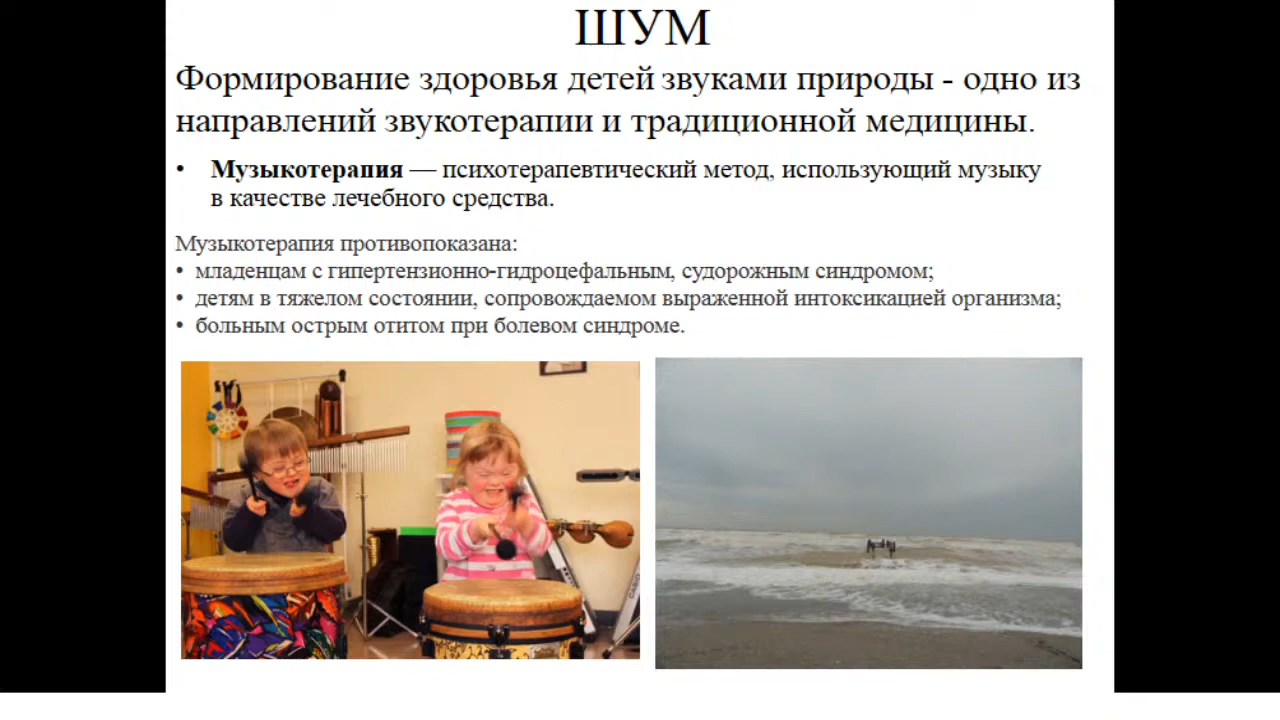 ШУМ
Формирование здоровья детей звуками природы - одно из
направлений звукотерапии и традиционной медицины.
• Музыкотерапия — психотерапевтический метод, использующий музыку
в качестве лечебного средства.
Музыкотерапия противопоказана:
• младенцам с гипертензионно-гидроцефальным, судорожным синдромом;
• детям в тяжелом состоянии, сопровождаемом выраженной интоксикацией организма;
• больным острым отитом при болевом синдроме.
CASIO